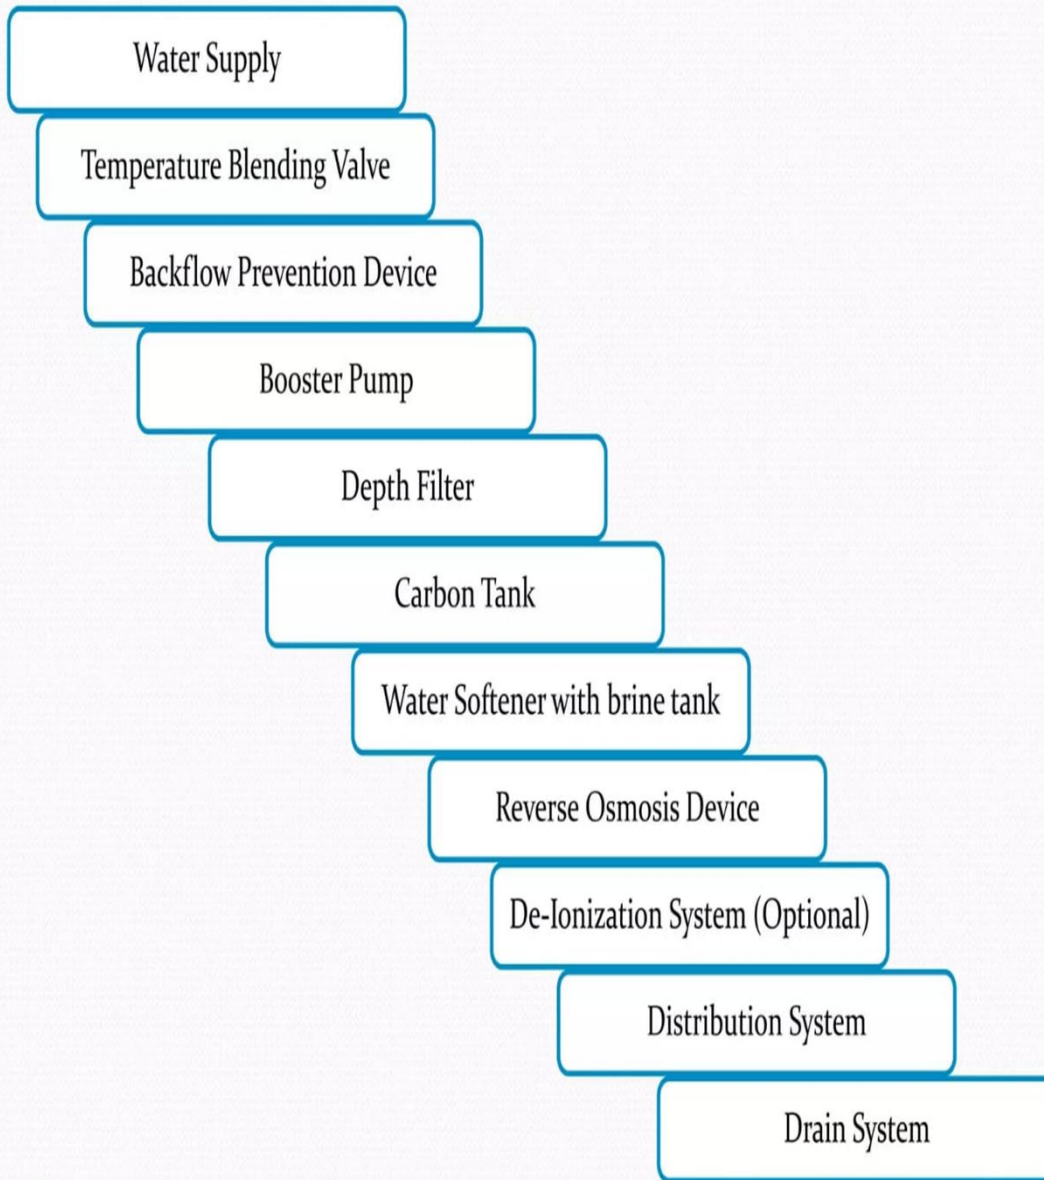 Water Supply
Temperature Blending Valve
Backflow Prevention Device
Booster Pump
Depth Filter
Carbon Tank
Water Softener with brine tank
Reverse Osmosis Device
De-Ionization System (Optional)
Distribution System
Drain System